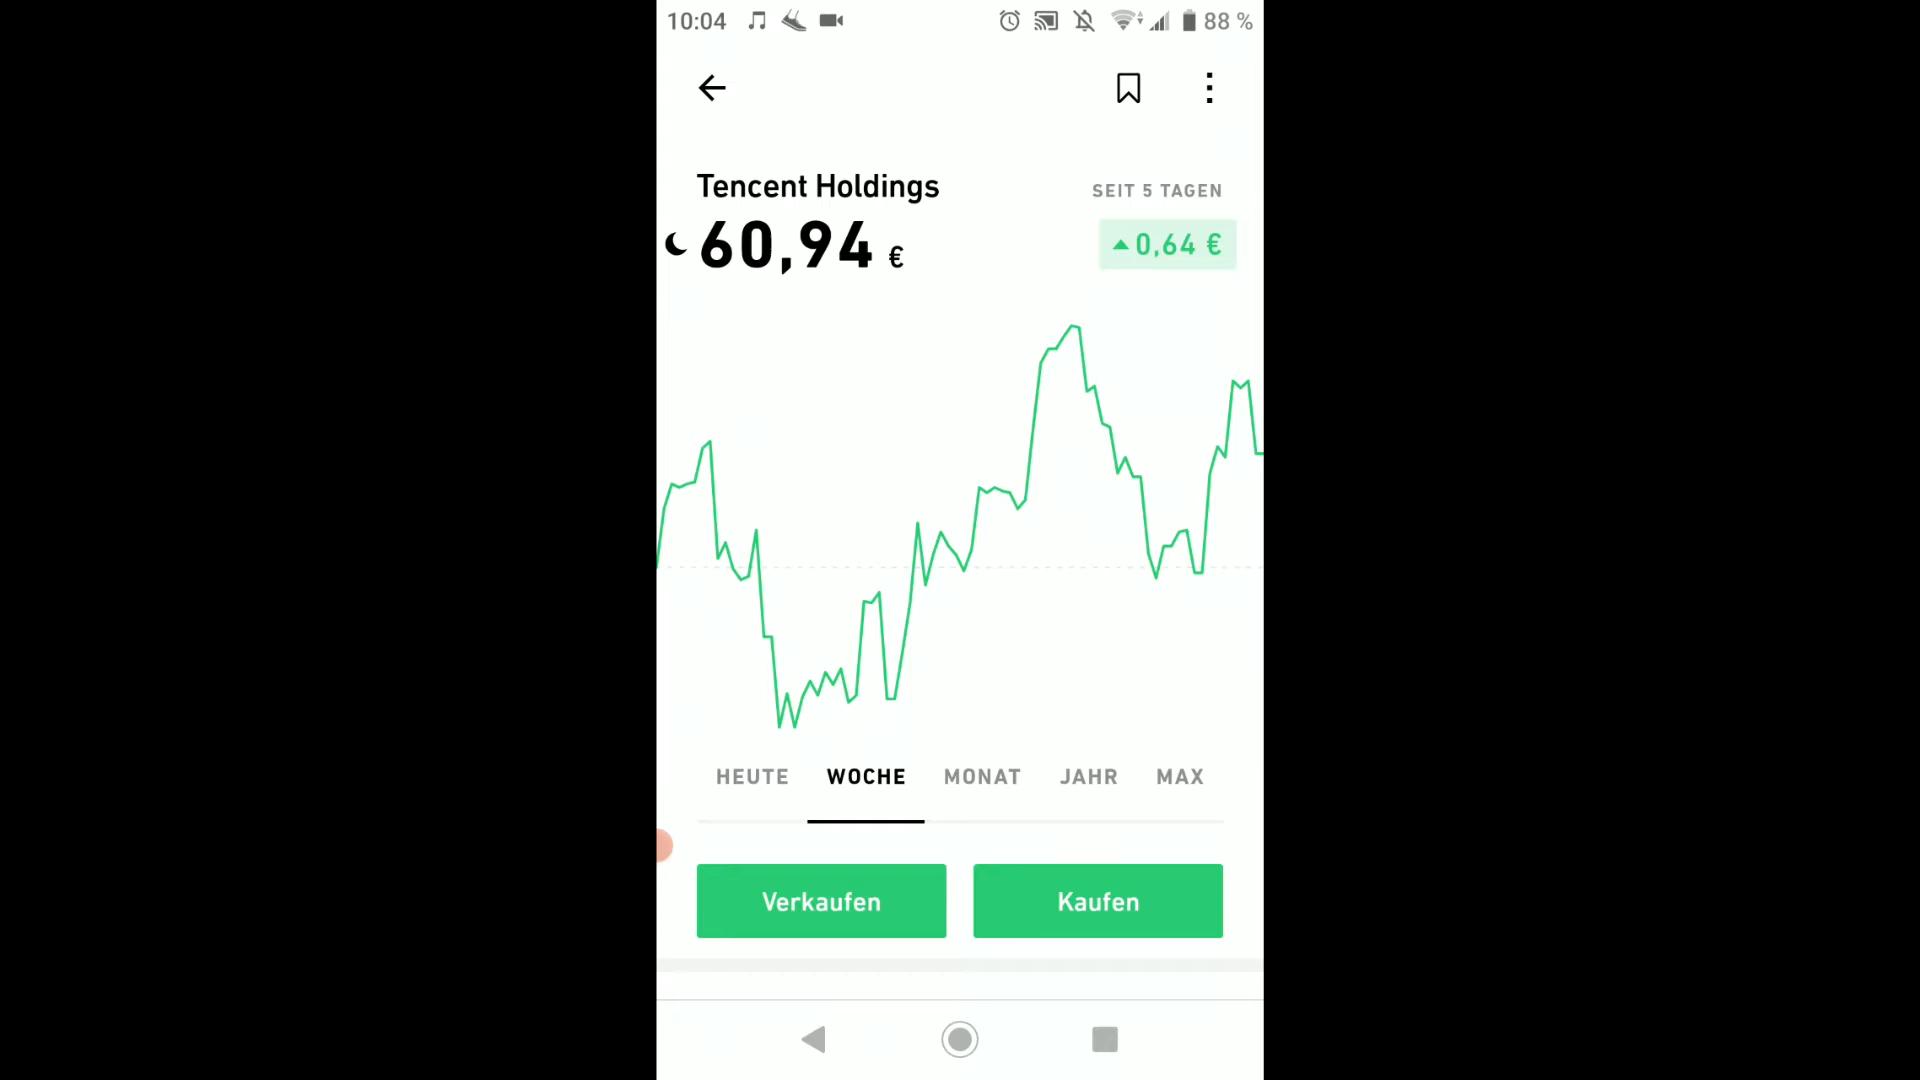 10:04 88 %
Tencent Holdings
SEIT 5 TAGEN
60,94 €
0,64 €
HEUTE WOCHE MONAT JAHR MAX
Verkaufen Kaufen